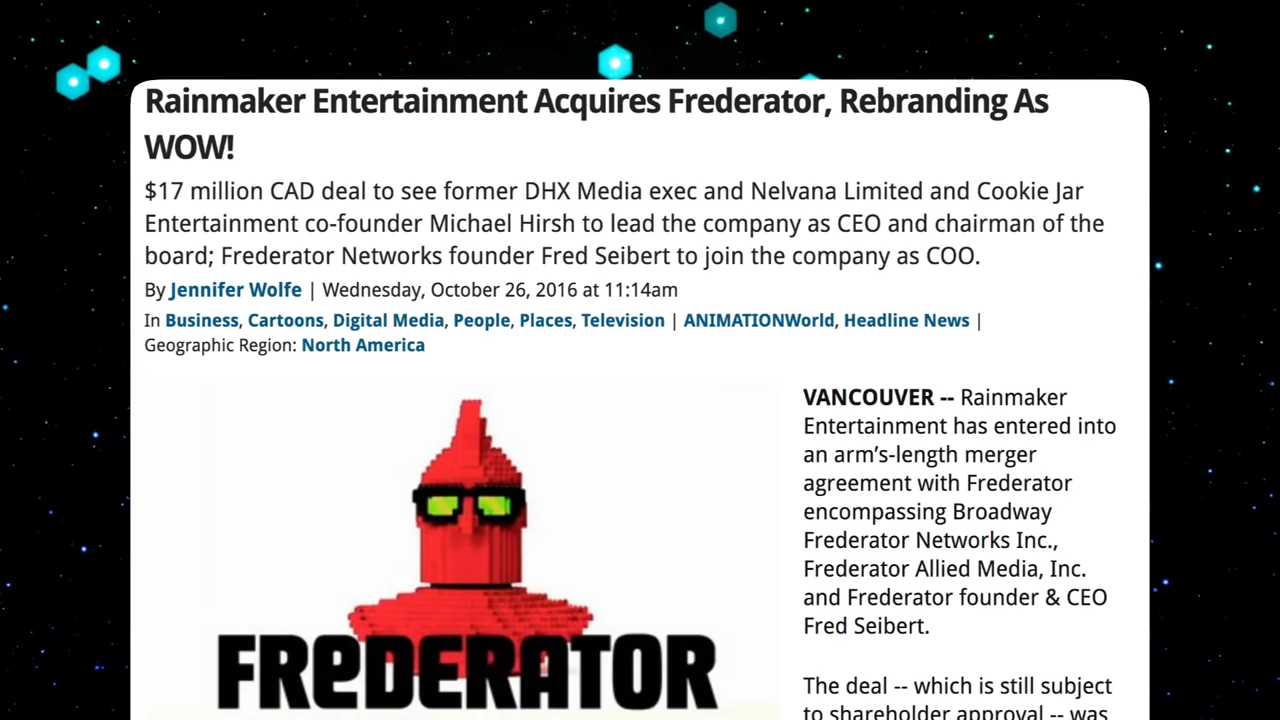 Rainmaker Entertainment Acquires Frederator, Rebranding As
WOW!
$17 million CAD deal to see former DHX Media exec and Nelvana Limited and Cookie Jar
Entertainment co-founder Michael Hirsh to lead the company as CEO and chairman of the
board; Frederator Networks founder Fred Seibert to join the company as COO.
By Jennifer Wolfe | Wednesday, October 26, 2016 at 11:14am
In Business, Cartoons, Digital Media, People, Places, Television | ANIMATIONWorld, Headline News |
Geographic Region: North America
FREDERATOR
VANCOUVER -- Rainmaker
Entertainment has entered into
an arm’s-length merger
agreement with Frederator
encompassing Broadway
Frederator Networks Inc.,
Frederator Allied Media, Inc.
and Frederator founder & CEO
Fred Seibert.
The deal -- which is still subject
to shareholder approval -- was